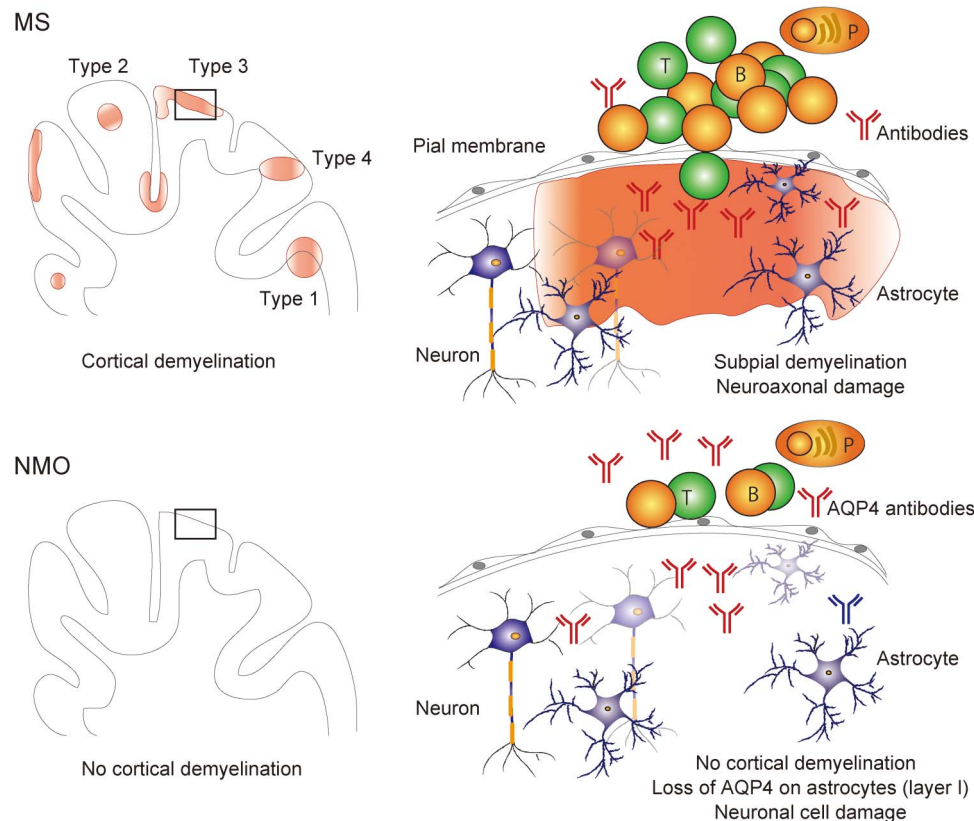 MS
Type 2
Type 3
Type 4
Type 1
Cortical demyelination
T
B
P
Antibodies
Pial membrane
Astrocyte
Neuron
Subpial demyelination
Neuroaxonal damage
NMO
No cortical demyelination
T
B
P
AQP4 antibodies
Astrocyte
Neuron
No cortical demyelination
Loss of AQP4 on astrocytes (layer I)
Neuronal cell damage